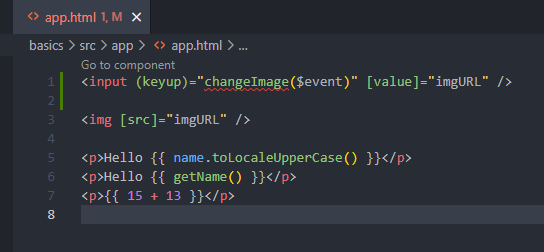 <> app.html 1, M ×
basics > src > app > <> app.html > ...
Go to component
1 <input (keyup)="changeImage($event)" [value]="imgURL" />
2
3 <img [src]="imgURL" />
4
5 <p>Hello {{ name.toLocaleUpperCase() }}</p>
6 <p>Hello {{ getName() }}</p>
7 <p>{{ 15 + 13 }}</p>
8